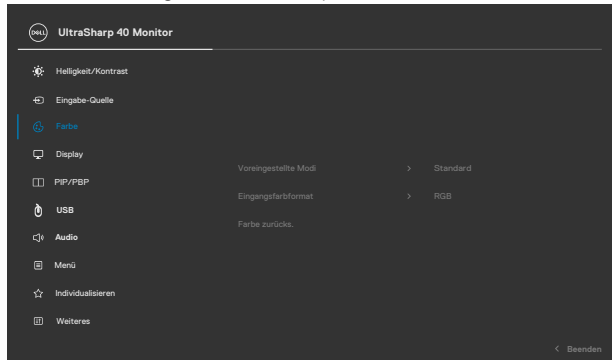 DELL UltraSharp 40 Monitor
Helligkeit/Kontrast
Eingabe-Quelle
Farbe
Display
Voreingestellte Modi > Standard
PIP/PBP
Eingangsfarbformat > RGB
USB
Farbe zurücks.
Audio
Menü
Individualisieren
Weiteres
< Beenden